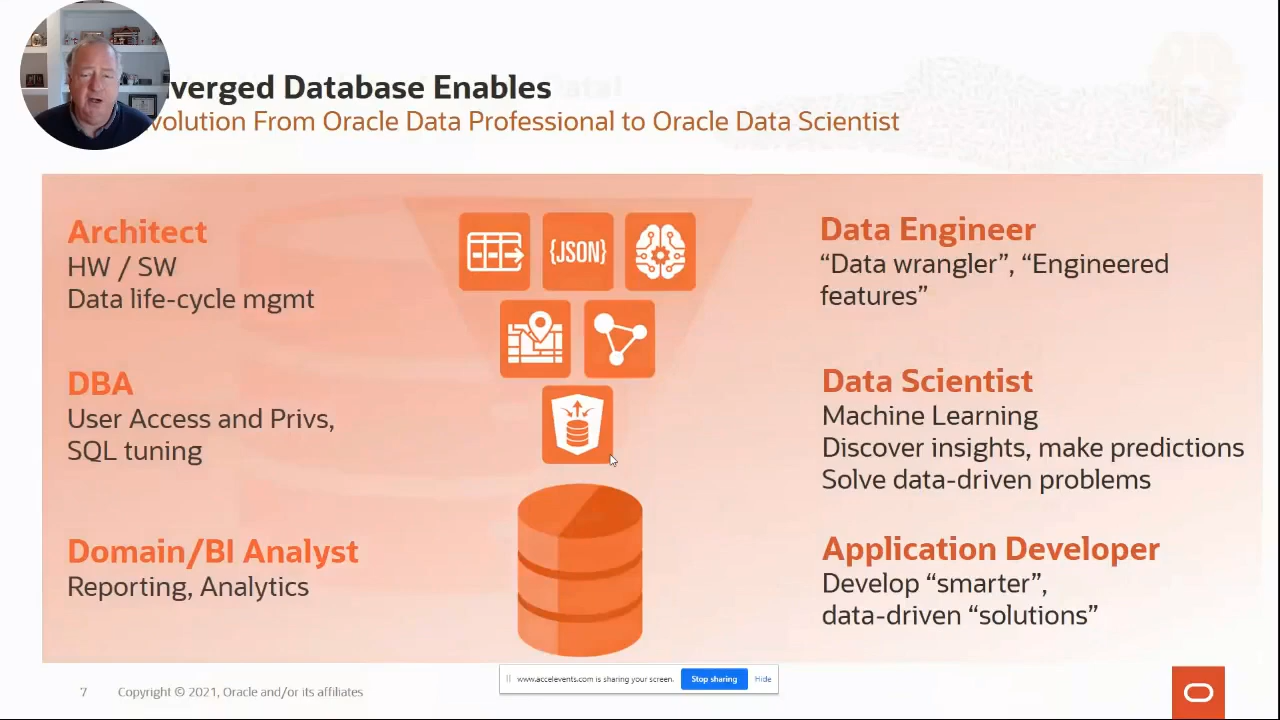 verged Database Enables
volution From Oracle Data Professional to Oracle Data Scientist
Architect
HW / SW
Data life-cycle mgmt
{JSON}
Data Engineer
“Data wrangler”, “Engineered
features”
DBA
User Access and Privs,
SQL tuning
Data Scientist
Machine Learning
Discover insights, make predictions
Solve data-driven problems
Domain/BI Analyst
Reporting, Analytics
Application Developer
Develop “smarter”,
data-driven “solutions”
7 Copyright © 2021, Oracle and/or its affiliates
www.accelevents.com is sharing your screen. Stop sharing Hide